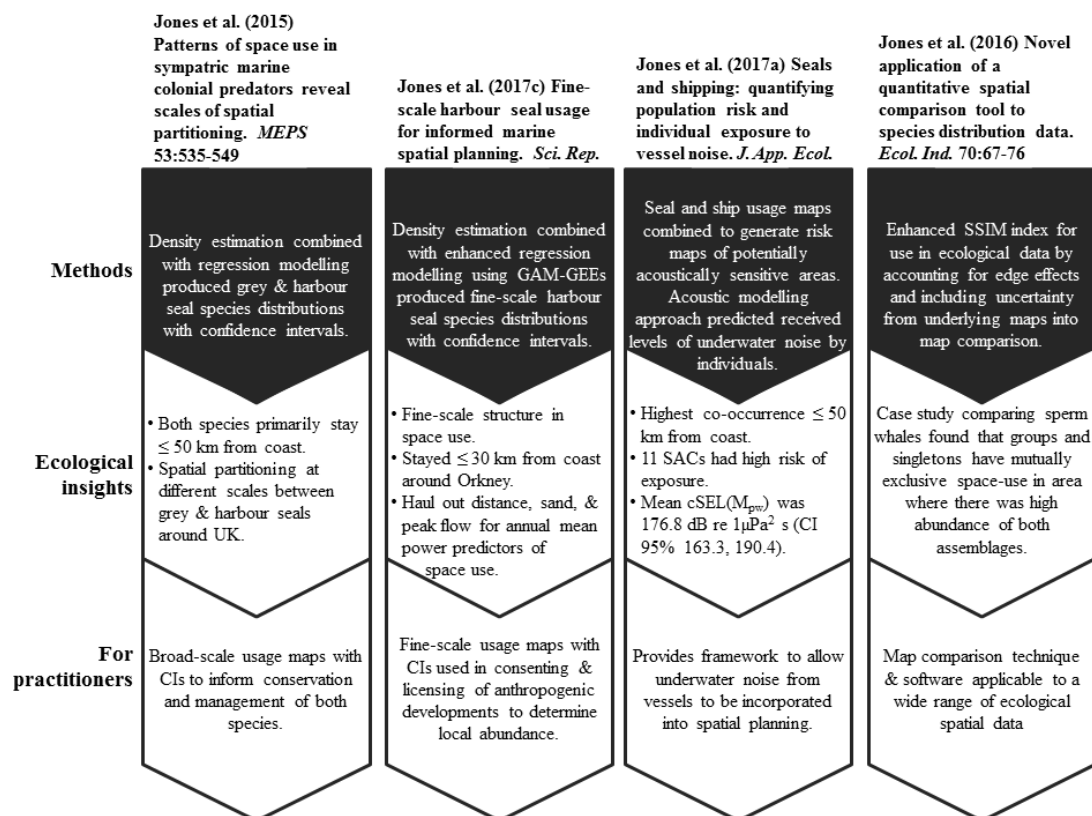 Jones et al. (2015)
Patterns of space use in
sympatric marine
colonial predators reveal
scales of spatial
partitioning. MEPS
53:535-549
Jones et al. (2017c) Fine-
scale harbour seal usage
for informed marine
spatial planning. Sci. Rep.
Jones et al. (2017a) Seals
and shipping: quantifying
population risk and
individual exposure to
vessel noise. J. App. Ecol.
Jones et al. (2016) Novel
application of a
quantitative spatial
comparison tool to
species distribution data.
Ecol. Ind. 70:67-76
Methods
Density estimation combined
with regression modelling
produced grey & harbour
seal species distributions
with confidence intervals.
Density estimation combined
with enhanced regression
modelling using GAM-GEEs
produced fine-scale harbour
seal species distributions
with confidence intervals.
Seal and ship usage maps
combined to generate risk
maps of potentially
acoustically sensitive areas.
Acoustic modelling
approach predicted received
levels of underwater noise by
individuals.
Enhanced SSIM index for
use in ecological data by
accounting for edge effects
and including uncertainty
from underlying maps into
map comparison.
Ecological
insights
• Both species primarily stay
≤ 50 km from coast.
• Spatial partitioning at
different scales between
grey & harbour seals
around UK.
• Fine-scale structure in
space use.
• Stayed ≤ 30 km from coast
around Orkney.
• Haul out distance, sand, &
peak flow for annual mean
power predictors of
space use.
• Highest co-occurrence ≤ 50
km from coast.
• 11 SACs had high risk of
exposure.
• Mean cSEL(Mpw) was
176.8 dB re 1μPa² s (CI
95% 163.3, 190.4).
Case study comparing sperm
whales found that groups and
singletons have mutually
exclusive space-use in area
where there was high
abundance of both
assemblages.
For
practitioners
Broad-scale usage maps with
CIs to inform conservation
and management of both
species.
Fine-scale usage maps with
CIs used in consenting &
licensing of anthropogenic
developments to determine
local abundance.
Provides framework to allow
underwater noise from
vessels to be incorporated
into spatial planning.
Map comparison technique
& software applicable to a
wide range of ecological
spatial data